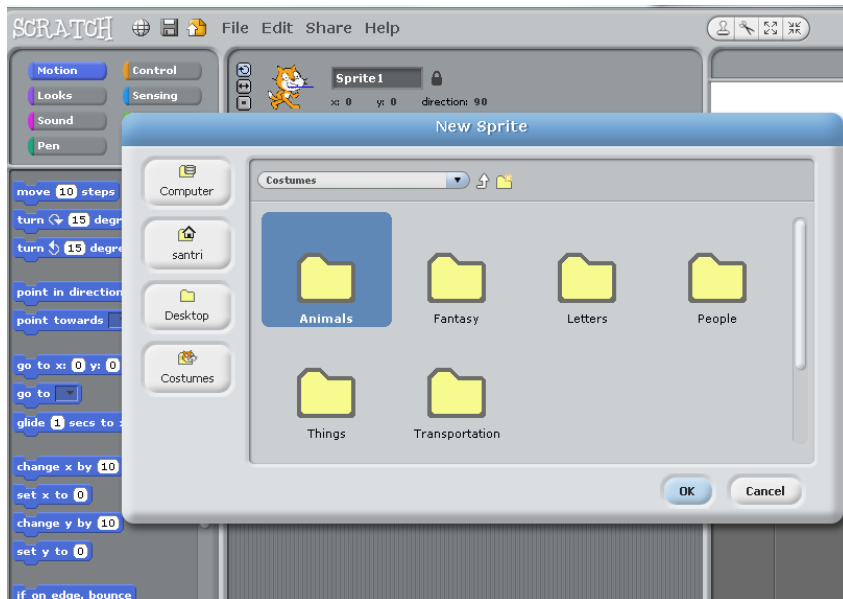 SCRATCH File Edit Share Help
Motion Control
Looks Sensing
Sound
Pen
Sprite1
x: 0 y: 0 direction: 90
New Sprite
Computer
santri
Desktop
Costumes
Costumes
Animals Fantasy Letters People
Things Transportation
OK Cancel
move 10 steps
turn 15 degr
turn 15 degre
point in direction
point towards
go to x: 0 y: 0
go to
glide 1 secs to
change x by 10
set x to 0
change y by 10
set y to 0
if on edge, bounce